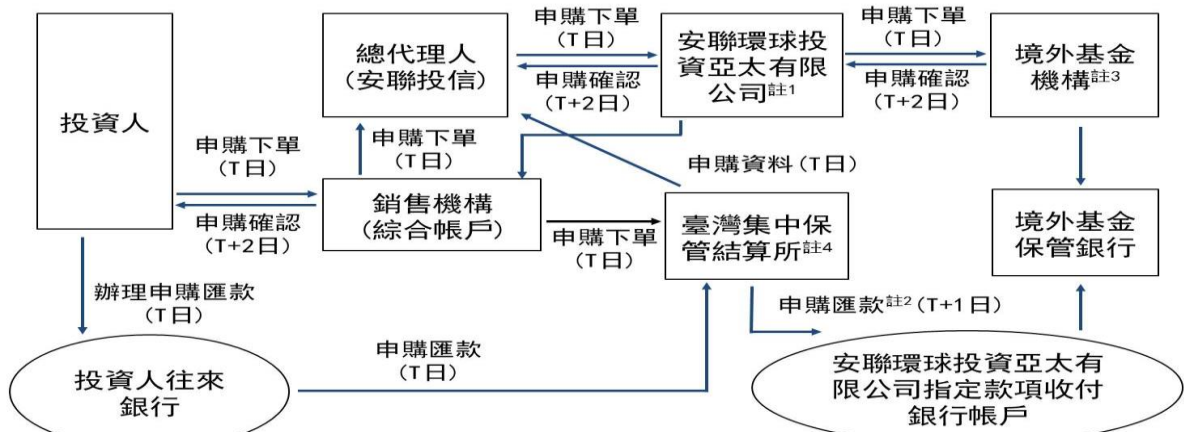 投資人
總代理人
(安聯投信)
申購下單
(T日)
申購確認
(T+2日)
安聯環球投
資亞太有限
公司註1
申購下單
(T日)
申購確認
(T+2日)
境外基金
機構註3
申購下單
(T日)
申購確認
(T+2日)
申購下單
(T日)
銷售機構
(綜合帳戶)
申購下單
(T日)
申購資料(T日)
臺灣集中保
管結算所註4
境外基金
保管銀行
辦理申購匯款
(T日)
申購匯款註2(T+1日)
投資人往來
銀行
申購匯款
(T日)
安聯環球投資亞太有
限公司指定款項收付
銀行帳戶